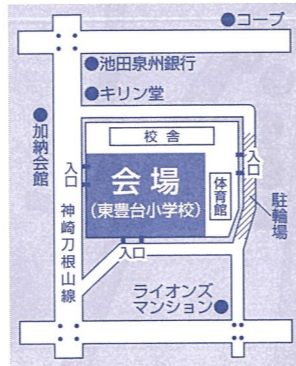 ●コープ
●池田泉州銀行
●キリン堂
●加納会館
校舎
入口
会場
(東豊台小学校)
体育館
入口
駐輪場
神崎刀根山線
入口
ライオンズ
マンション●